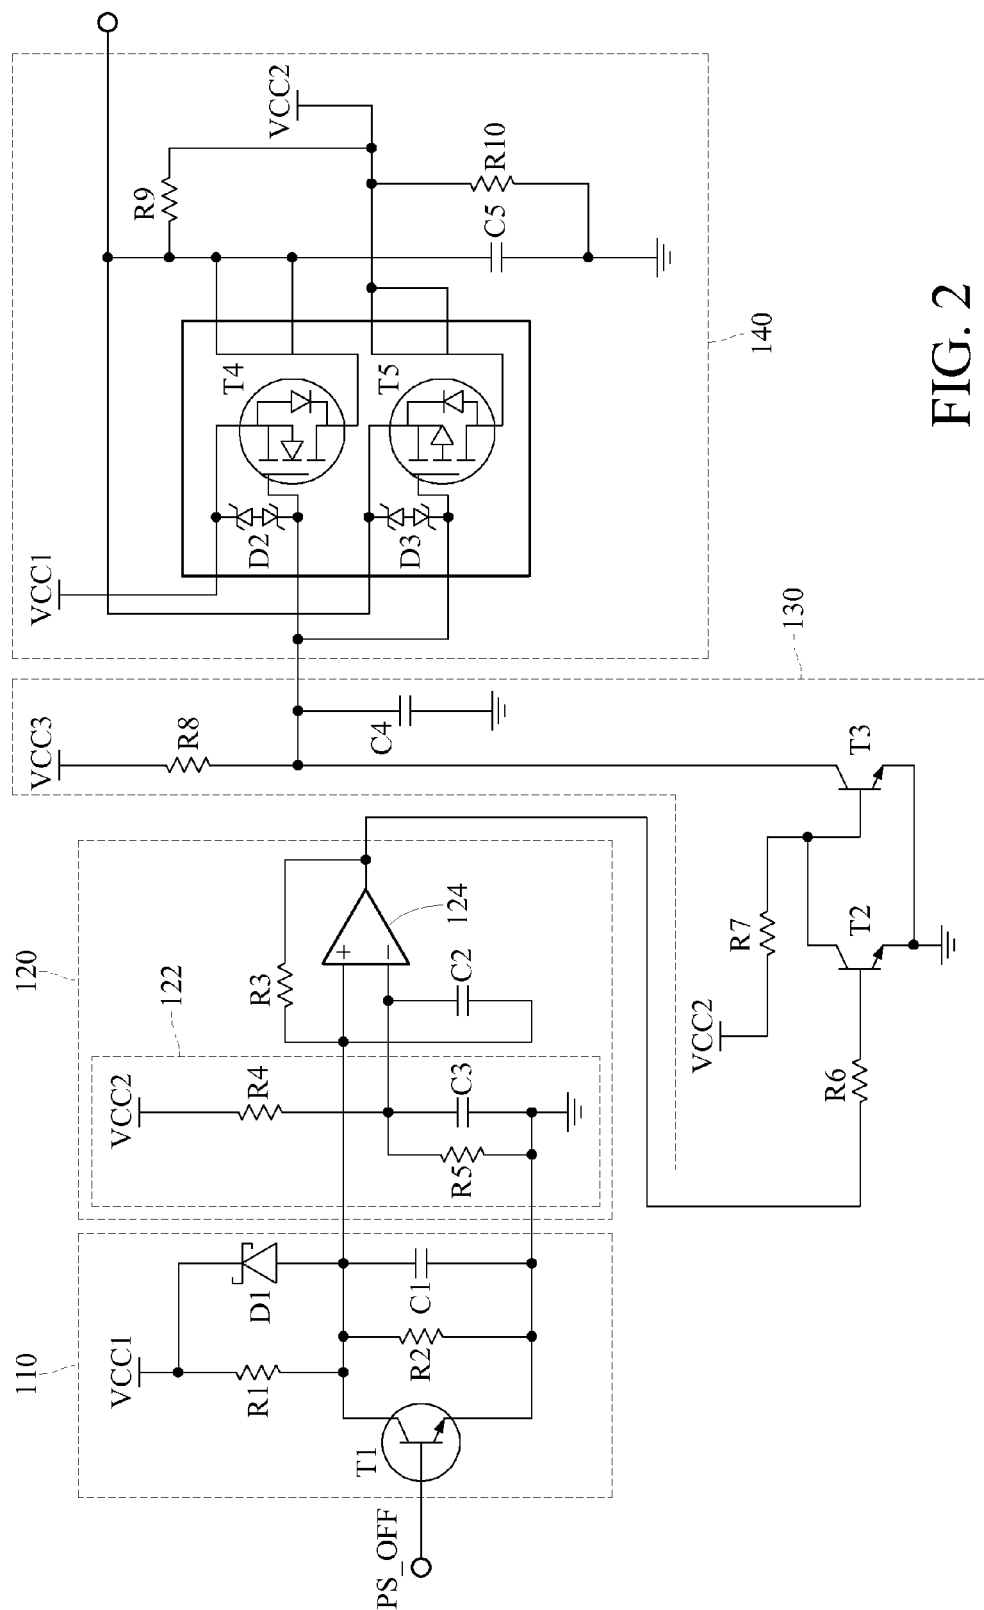 110
VCC1
D1
R1
R2
C1
T1
PS_OFF
120
122
VCC2
R4
R5
C3
R3
C2
+
−
124
130
VCC3
R8
C4
VCC2
R7
R6
T2
T3
140
VCC1
D2
T4
D3
T5
R9
VCC2
C5
R10
FIG. 2